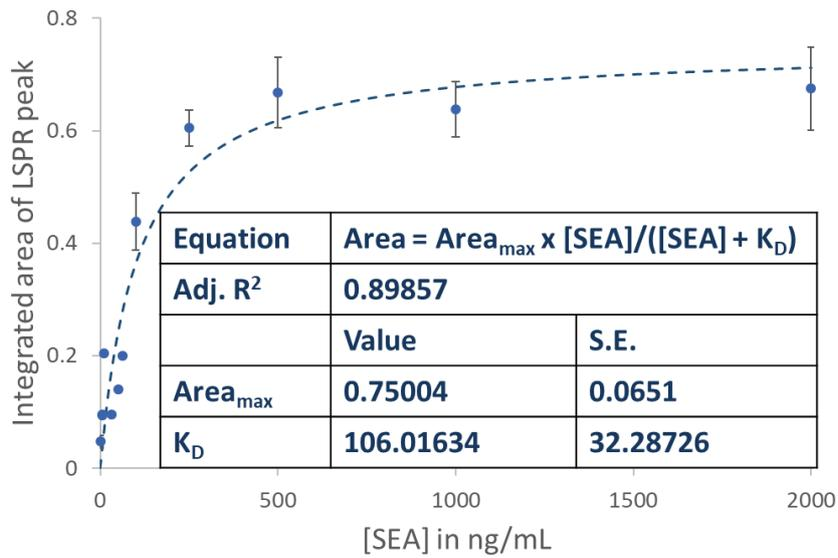 Integrated area of LSPR peak
0.8
0.6
0.4
0.2
0
Equation Area = Areamax x [SEA]/([SEA] + KD)
Adj. R2 0.89857
Value S.E.
Areamax 0.75004 0.0651
KD 106.01634 32.28726
0 500 1000 1500 2000
[SEA] in ng/mL